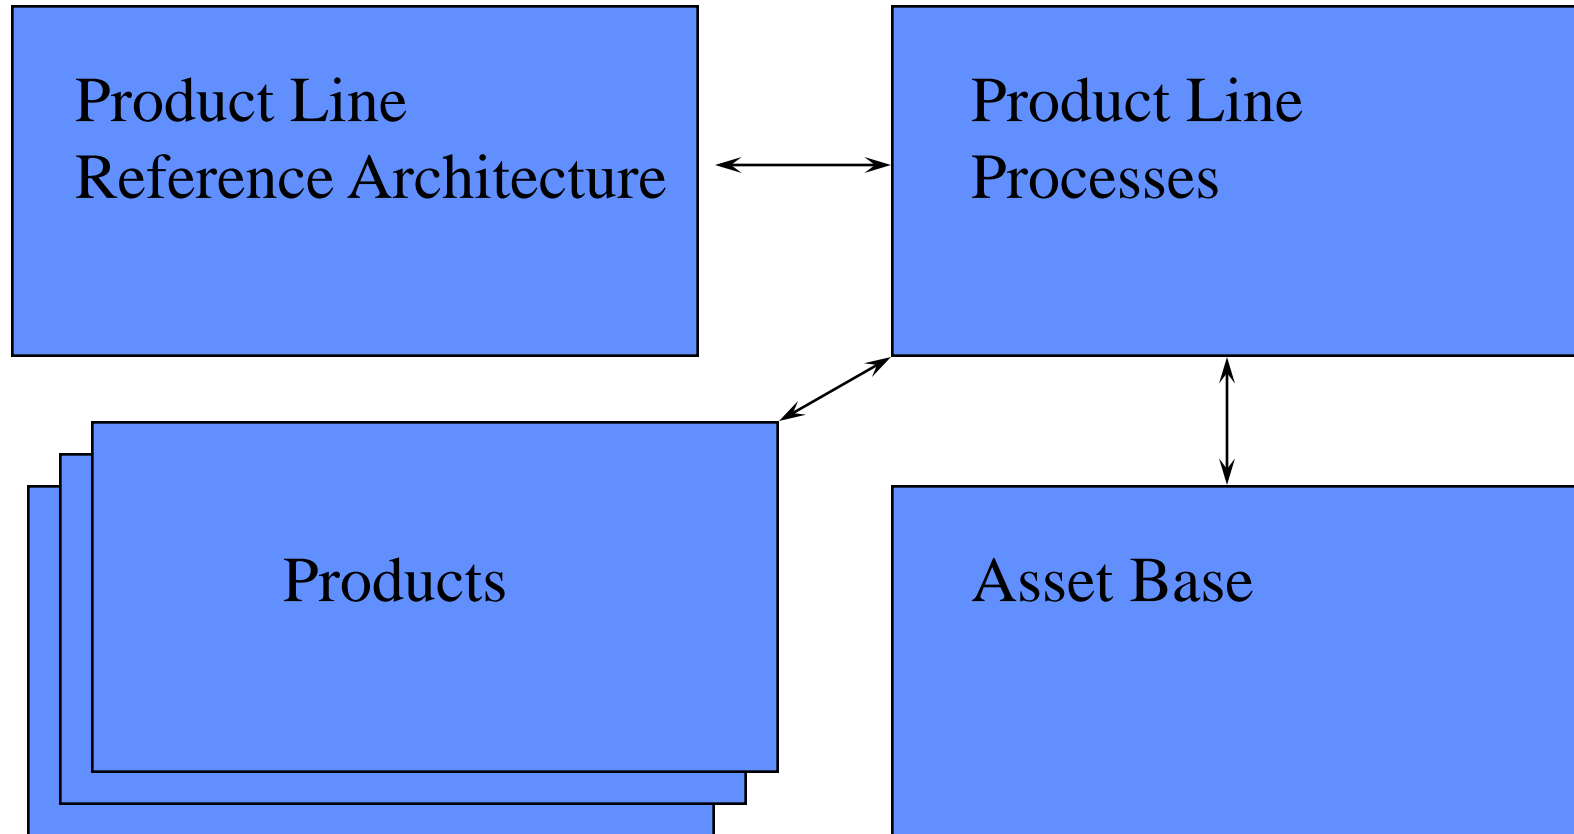 Product Line
Reference Architecture
Product Line
Processes
Products
Asset Base